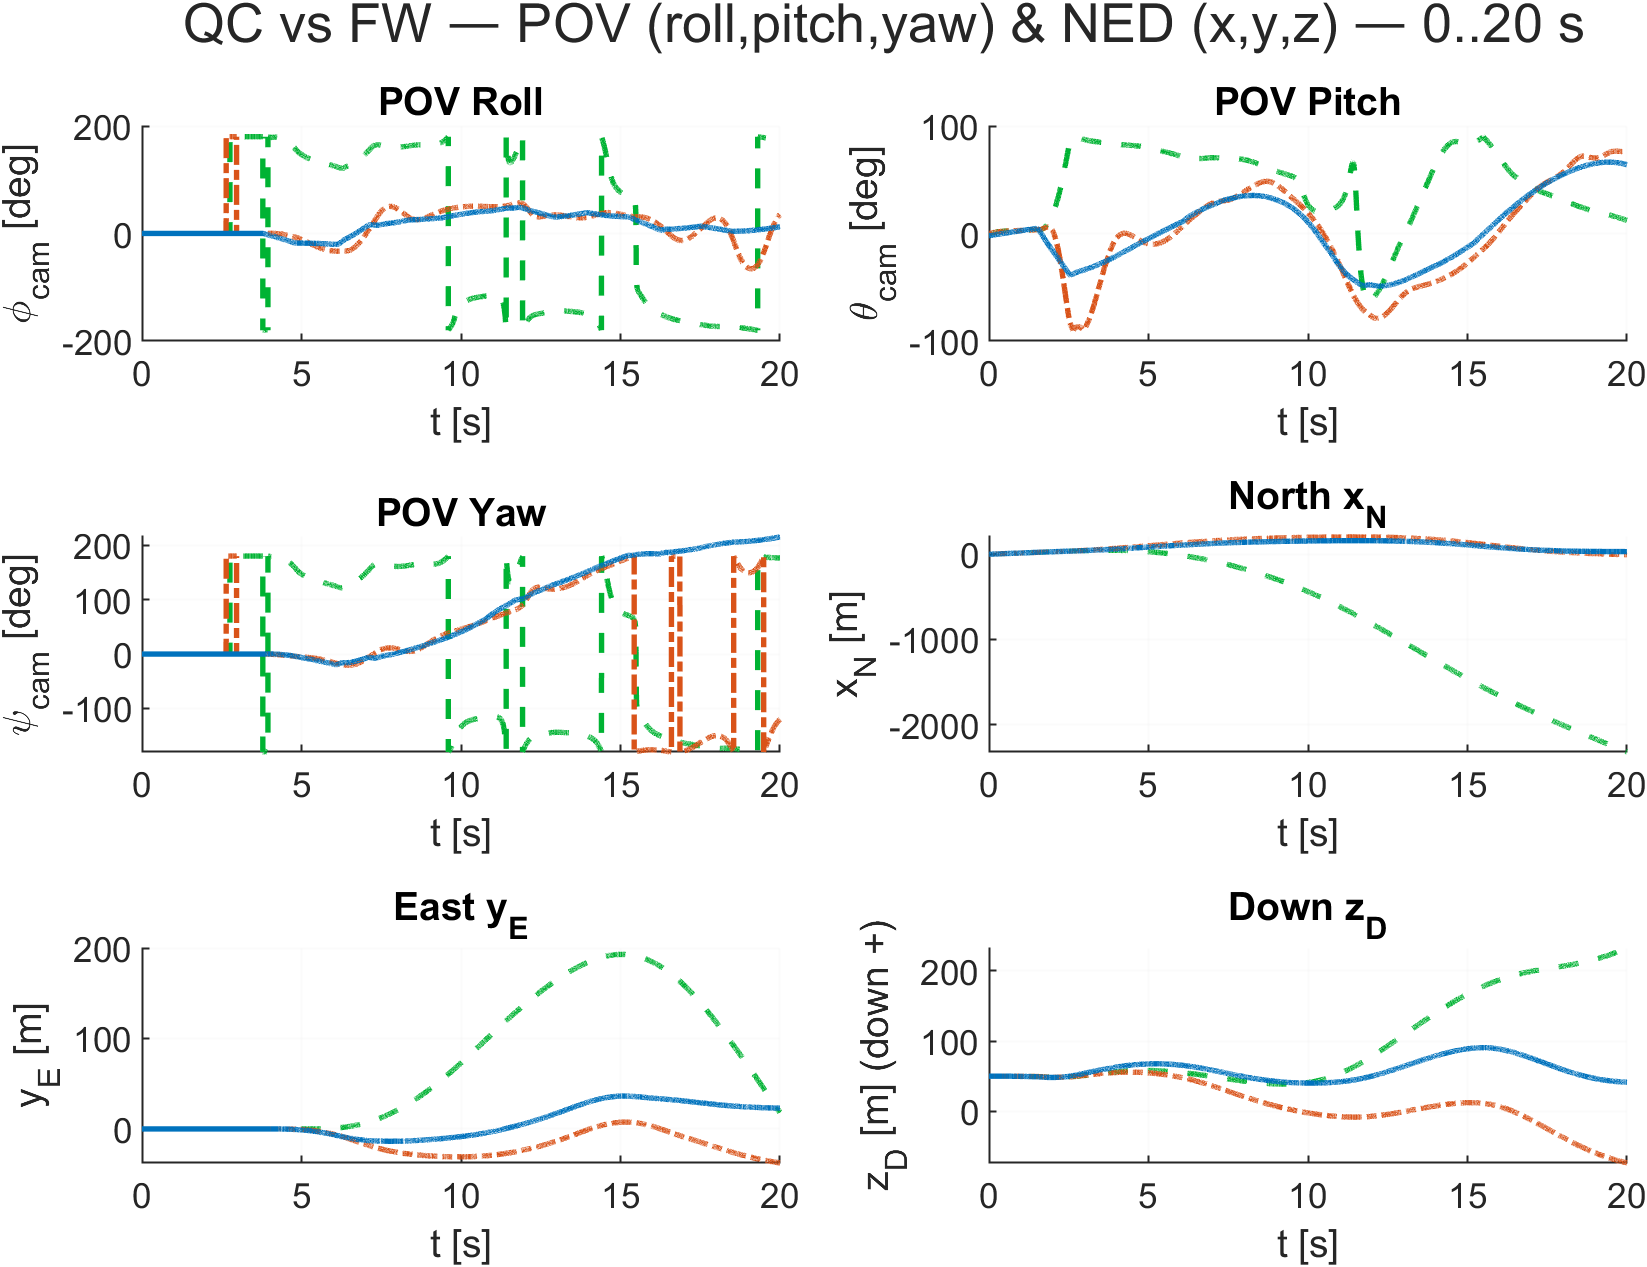 QC vs FW — POV (roll,pitch,yaw) & NED (x,y,z) — 0..20 s
POV Roll
ϕcam [deg]
200
0
-200
0 5 10 15 20
t [s]
POV Pitch
θcam [deg]
100
0
-100
0 5 10 15 20
t [s]
POV Yaw
ψcam [deg]
200
100
0
-100
0 5 10 15 20
t [s]
North xN
xN [m]
0
-1000
-2000
0 5 10 15 20
t [s]
East yE
yE [m]
200
100
0
0 5 10 15 20
t [s]
Down zD
zD [m] (down +)
200
100
0
0 5 10 15 20
t [s]